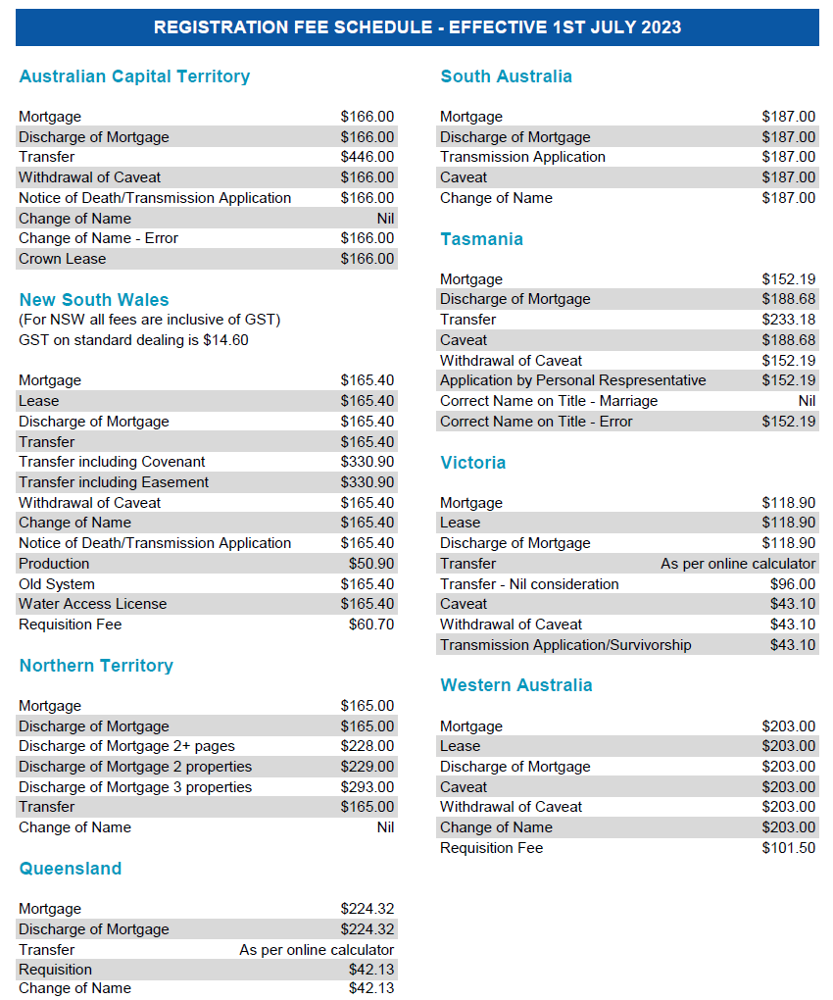 REGISTRATION FEE SCHEDULE - EFFECTIVE 1ST JULY 2023
Australian Capital Territory
Mortgage $166.00
Discharge of Mortgage $166.00
Transfer $446.00
Withdrawal of Caveat $166.00
Notice of Death/Transmission Application $166.00
Change of Name Nil
Change of Name - Error $166.00
Crown Lease $166.00
New South Wales
(For NSW all fees are inclusive of GST)
GST on standard dealing is $14.60
Mortgage $165.40
Lease $165.40
Discharge of Mortgage $165.40
Transfer $165.40
Transfer including Covenant $330.90
Transfer including Easement $330.90
Withdrawal of Caveat $165.40
Change of Name $165.40
Notice of Death/Transmission Application $165.40
Production $50.90
Old System $165.40
Water Access License $165.40
Requisition Fee $60.70
Northern Territory
Mortgage $165.00
Discharge of Mortgage $165.00
Discharge of Mortgage 2+ pages $228.00
Discharge of Mortgage 2 properties $229.00
Discharge of Mortgage 3 properties $293.00
Transfer $165.00
Change of Name Nil
Queensland
Mortgage $224.32
Discharge of Mortgage $224.32
Transfer As per online calculator
Requisition $42.13
Change of Name $42.13
South Australia
Mortgage $187.00
Discharge of Mortgage $187.00
Transmission Application $187.00
Caveat $187.00
Change of Name $187.00
Tasmania
Mortgage $152.19
Discharge of Mortgage $188.68
Transfer $233.18
Caveat $188.68
Withdrawal of Caveat $152.19
Application by Personal Respresentative $152.19
Correct Name on Title - Marriage Nil
Correct Name on Title - Error $152.19
Victoria
Mortgage $118.90
Lease $118.90
Discharge of Mortgage $118.90
Transfer As per online calculator
Transfer - Nil consideration $96.00
Caveat $43.10
Withdrawal of Caveat $43.10
Transmission Application/Survivorship $43.10
Western Australia
Mortgage $203.00
Lease $203.00
Discharge of Mortgage $203.00
Caveat $203.00
Withdrawal of Caveat $203.00
Change of Name $203.00
Requisition Fee $101.50